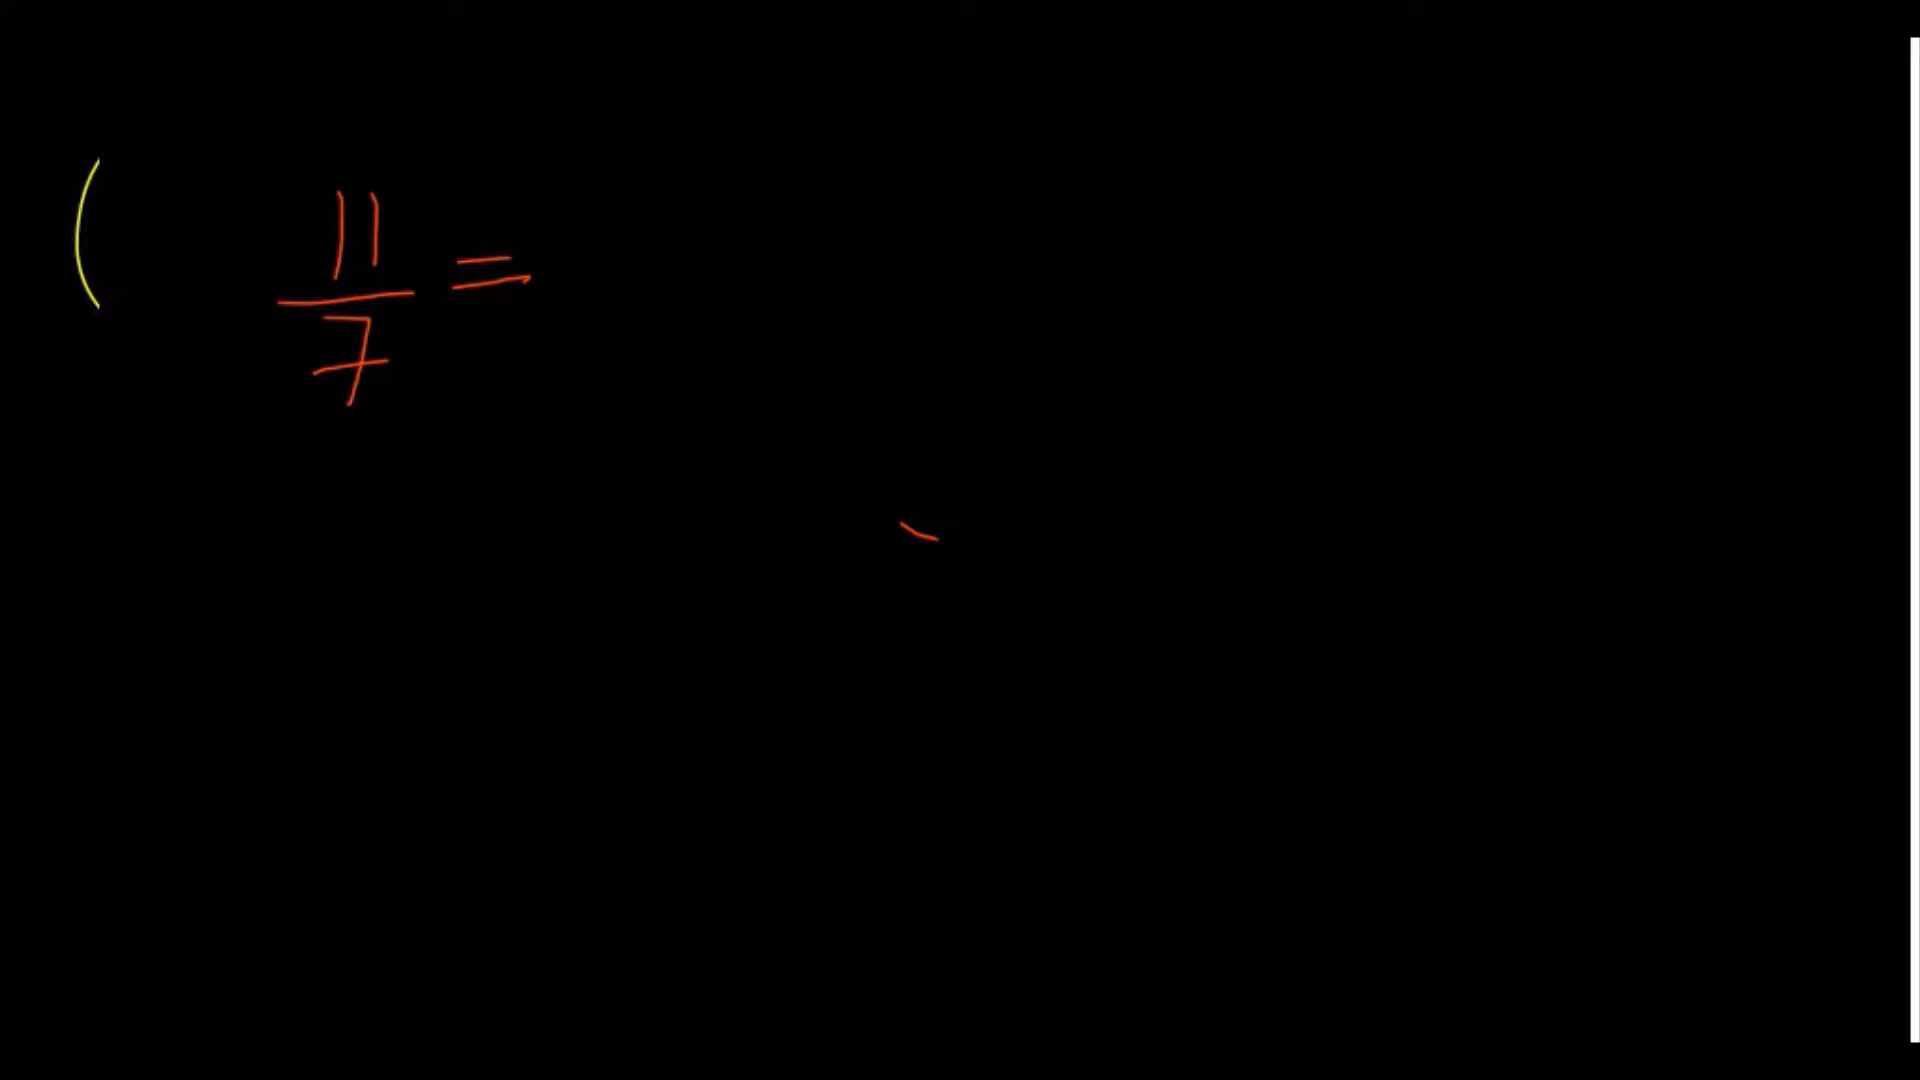 ( 11/7 =